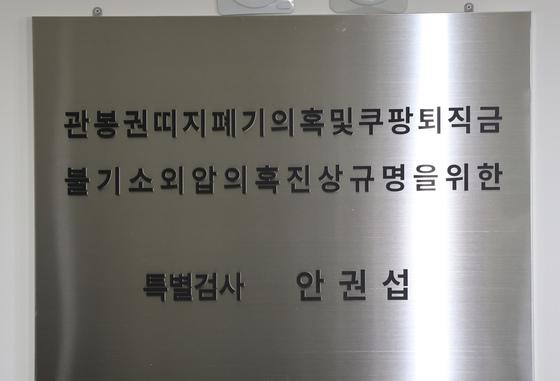 관봉권띠지폐기의혹및쿠팡퇴직금
불기소외압의혹진상규명을위한
특별검사 안권섭